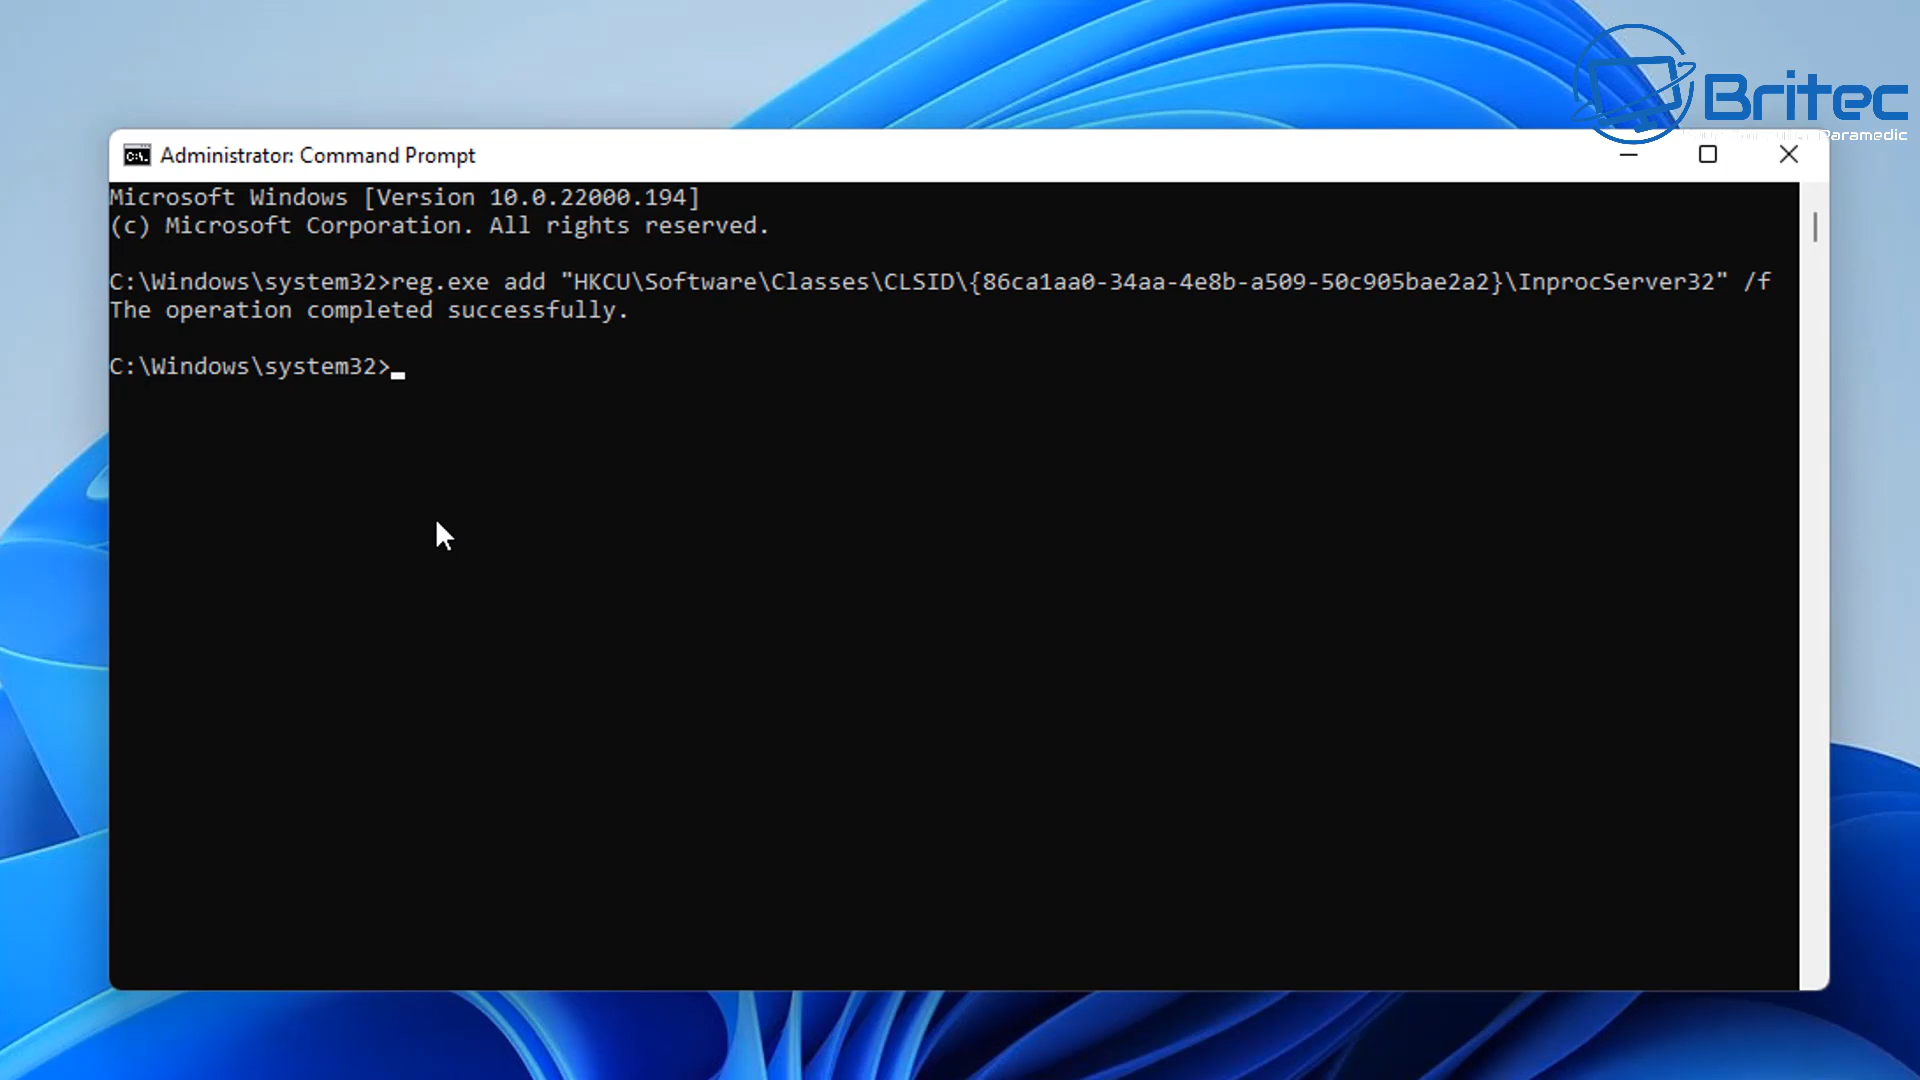 Britec
Paramedic
Administrator: Command Prompt
Microsoft Windows [Version 10.0.22000.194]
(c) Microsoft Corporation. All rights reserved.
C:\Windows\system32>reg.exe add "HKCU\Software\Classes\CLSID\{86ca1aa0-34aa-4e8b-a509-50c905bae2a2}\InprocServer32" /f
The operation completed successfully.
C:\Windows\system32>